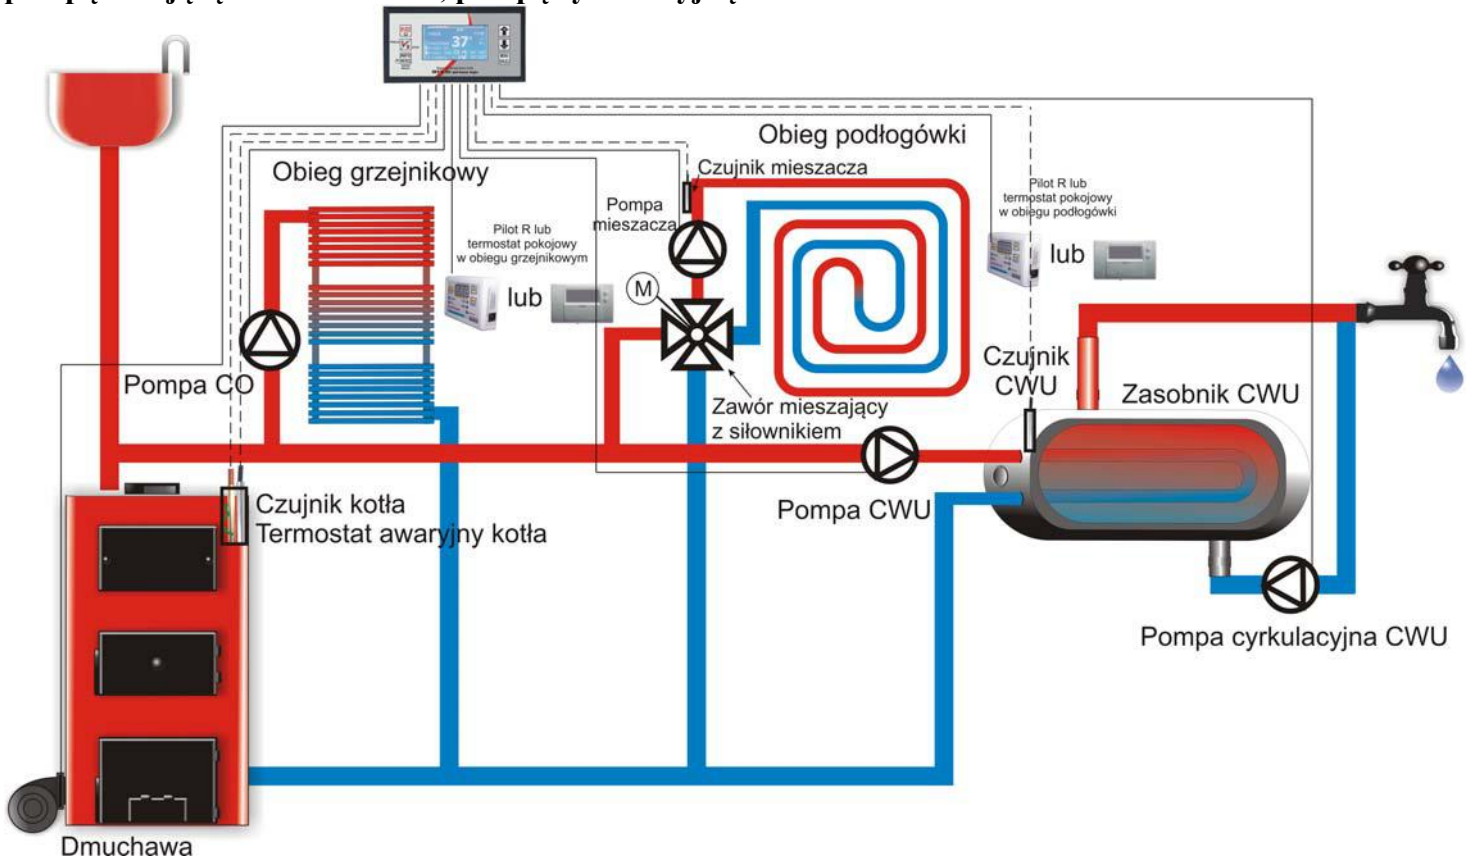 37°
Obieg podłogówki
Czujnik mieszacza
Obieg grzejnikowy
Pilot R lub
termostat pokojowy
w obiegu podłogówki
Pompa
mieszacza
Pilot R lub
termostat pokojowy
w obiegu grzejnikowym
lub
lub
M
Pompa CO
Czujnik
CWU
Zasobnik CWU
Zawór mieszający
z siłownikiem
Czujnik kotła
Termostat awaryjny kotła
Pompa CWU
Pompa cyrkulacyjna CWU
Dmuchawa